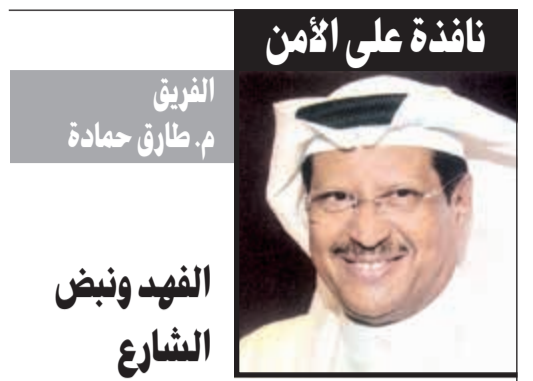 نافذة على الأمن
الفريق
م. طارق حمادة
الفهد ونبض
الشارع